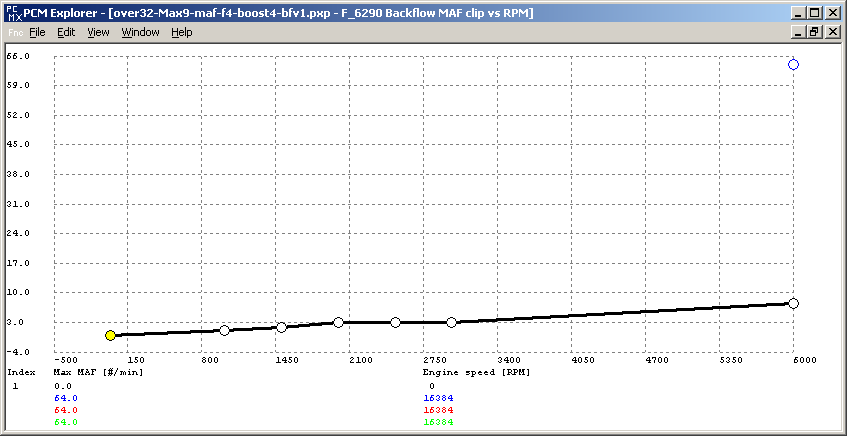 PC
MX
PCM Explorer - [over32-Max9-maf-f4-boost4-bfv1.pxp - F_6290 Backflow MAF clip vs RPM]
Fnc File Edit View Window Help
66.0
59.0
52.0
45.0
38.0
31.0
24.0
17.0
10.0
3.0
-4.0
-500 150 800 1450 2100 2750 3400 4050 4700 5350 6000
Index Max MAF [#/min] Engine speed [RPM]
1 0.0 0
64.0 16384
64.0 16384
64.0 16384